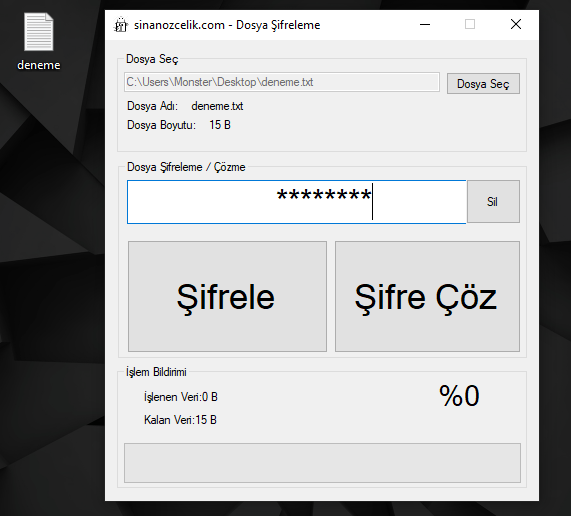 deneme
sinanozcelik.com - Dosya Şifreleme
Dosya Seç
C:\Users\Monster\Desktop\deneme.txt
Dosya Seç
Dosya Adı: deneme.txt
Dosya Boyutu: 15 B
Dosya Şifreleme / Çözme
********
Sil
Şifrele
Şifre Çöz
İşlem Bildirimi
İşlenen Veri:0 B
%0
Kalan Veri:15 B